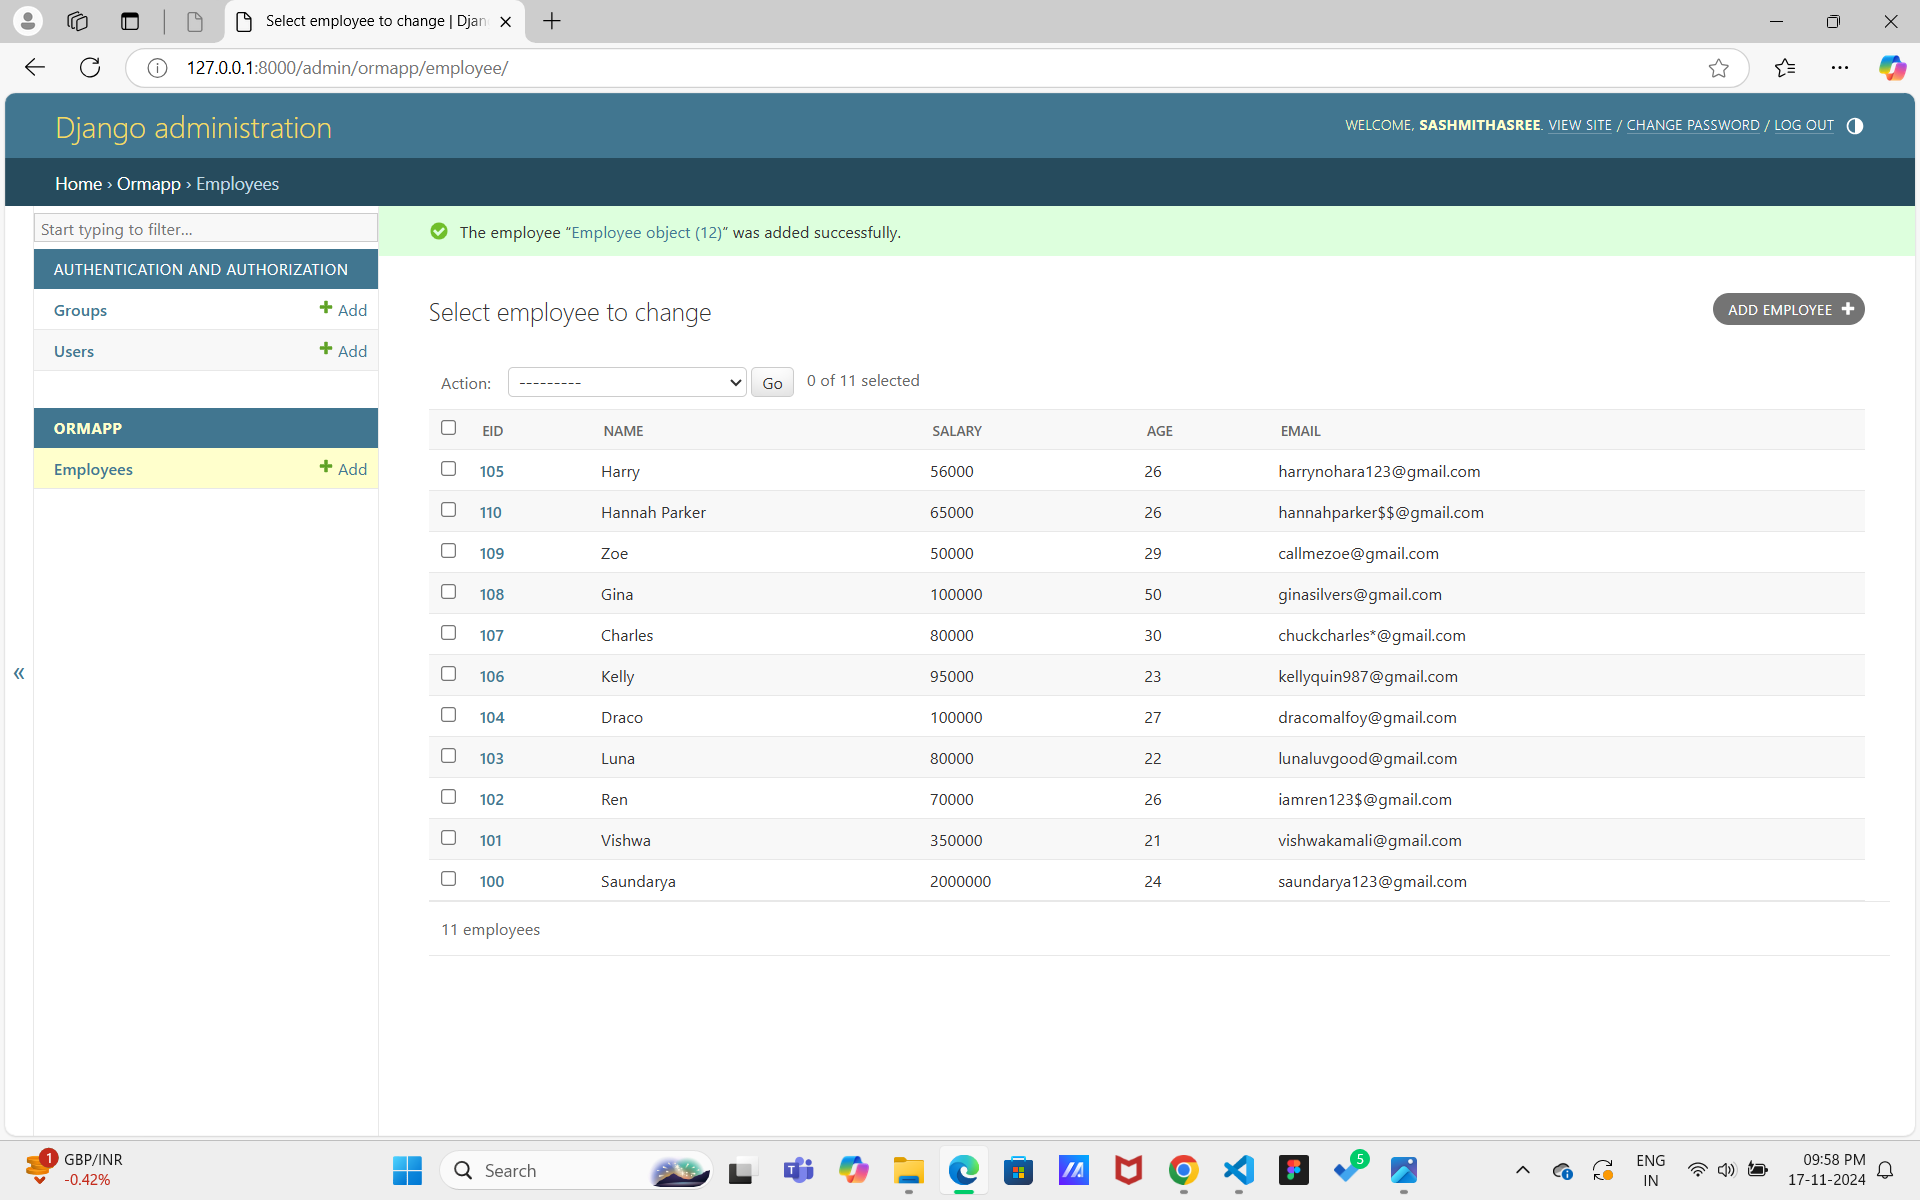 Select employee to change | Djan
127.0.0.1:8000/admin/ormapp/employee/
Django administration
WELCOME, SASHMITHASREE. VIEW SITE / CHANGE PASSWORD / LOG OUT
Home › Ormapp › Employees
Start typing to filter...
AUTHENTICATION AND AUTHORIZATION
Groups Add
Users Add
ORMAPP
Employees Add
The employee “Employee object (12)” was added successfully.
Select employee to change
ADD EMPLOYEE
Action: --------- Go 0 of 11 selected
EID NAME SALARY AGE EMAIL
105 Harry 56000 26 harrynohara123@gmail.com
110 Hannah Parker 65000 26 hannahparker$$@gmail.com
109 Zoe 50000 29 callmezoe@gmail.com
108 Gina 100000 50 ginasilvers@gmail.com
107 Charles 80000 30 chuckcharles*@gmail.com
106 Kelly 95000 23 kellyquin987@gmail.com
104 Draco 100000 27 dracomalfoy@gmail.com
103 Luna 80000 22 lunaluvgood@gmail.com
102 Ren 70000 26 iamren123$@gmail.com
101 Vishwa 350000 21 vishwakamali@gmail.com
100 Saundarya 2000000 24 saundarya123@gmail.com
11 employees
«
1
GBP/INR
-0.42%
Search
5
ENG
IN
09:58 PM
17-11-2024